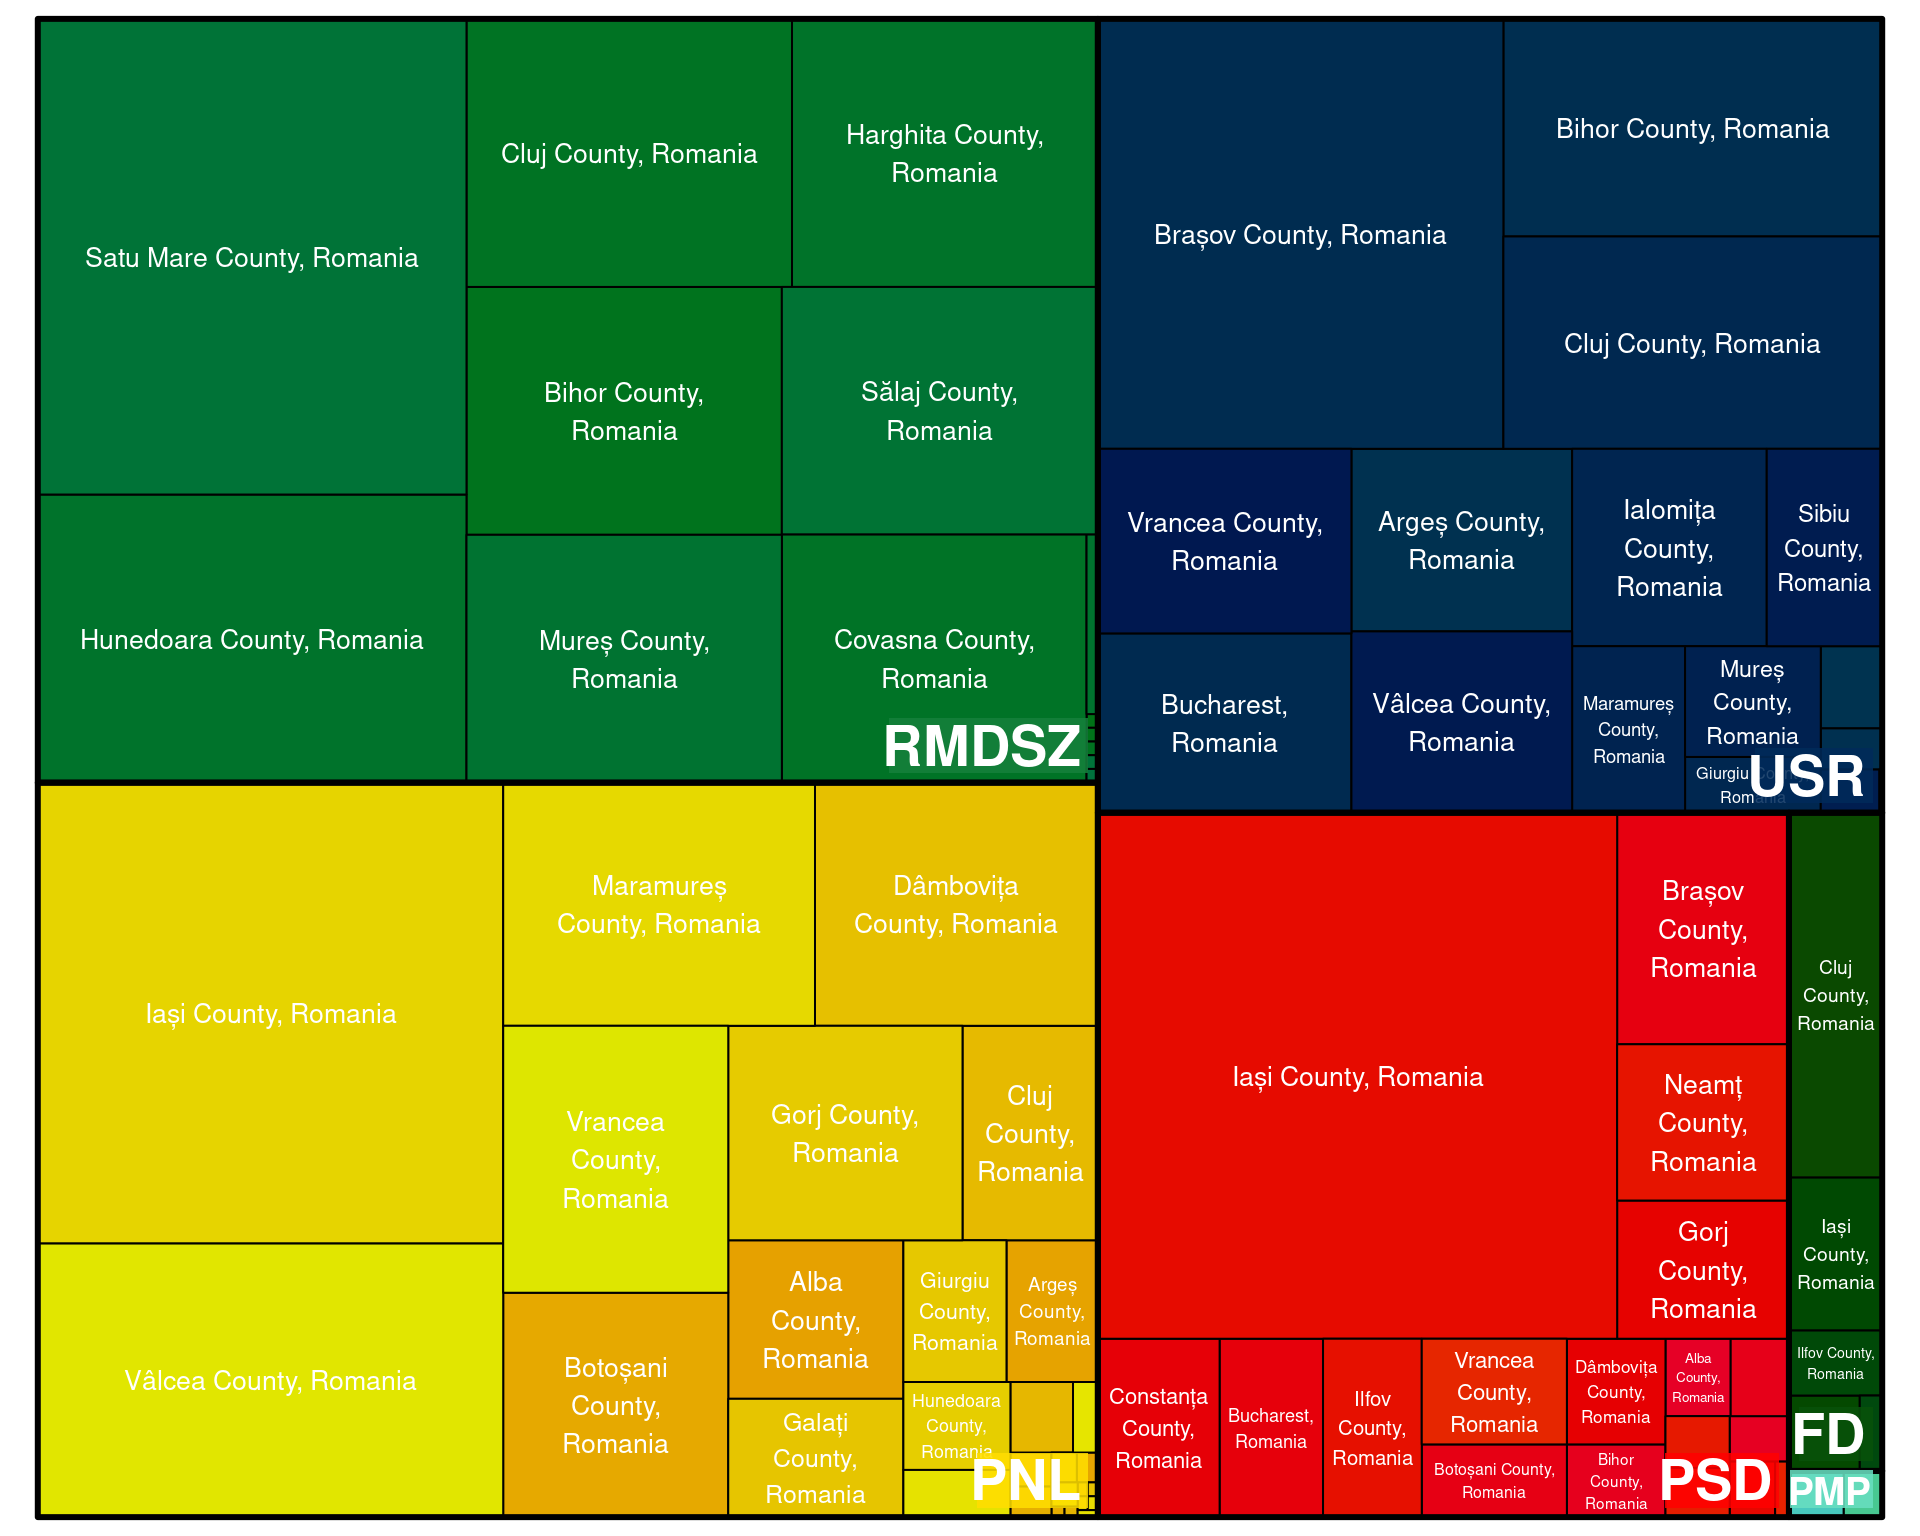 Satu Mare County, Romania
Cluj County, Romania
Harghita County,
Romania
Bihor County,
Romania
Sălaj County,
Romania
Hunedoara County, Romania
Mureș County,
Romania
Covasna County,
Romania
RMDSZ
Brașov County, Romania
Bihor County, Romania
Cluj County, Romania
Vrancea County,
Romania
Argeș County,
Romania
Ialomița
County,
Romania
Sibiu
County,
Romania
Bucharest,
Romania
Vâlcea County,
Romania
Maramureș
County,
Romania
Mureș
County,
Romania
Giurgiu County,
Romania
USR
Iași County, Romania
Maramureș
County, Romania
Dâmbovița
County, Romania
Vrancea
County,
Romania
Gorj County,
Romania
Cluj
County,
Romania
Vâlcea County, Romania
Botoșani
County,
Romania
Alba
County,
Romania
Giurgiu
County,
Romania
Argeș
County,
Romania
Galați
County,
Romania
Hunedoara
County,
Romania
PNL
Iași County, Romania
Brașov
County,
Romania
Neamț
County,
Romania
Gorj
County,
Romania
Constanța
County,
Romania
Bucharest,
Romania
Ilfov
County,
Romania
Vrancea
County,
Romania
Botoșani County,
Romania
Dâmbovița
County,
Romania
Bihor
County,
Romania
Alba
County,
Romania
PSD
Cluj
County,
Romania
Iași
County,
Romania
Ilfov County,
Romania
FD
PMP